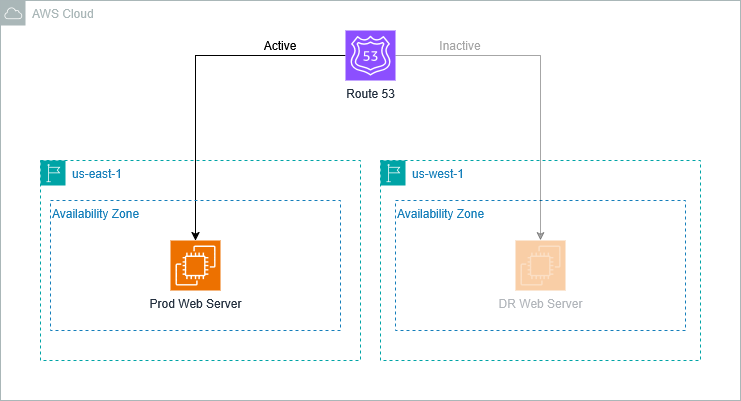 AWS Cloud
Active
Inactive
53
Route 53
us-east-1
us-west-1
Availability Zone
Availability Zone
Prod Web Server
DR Web Server